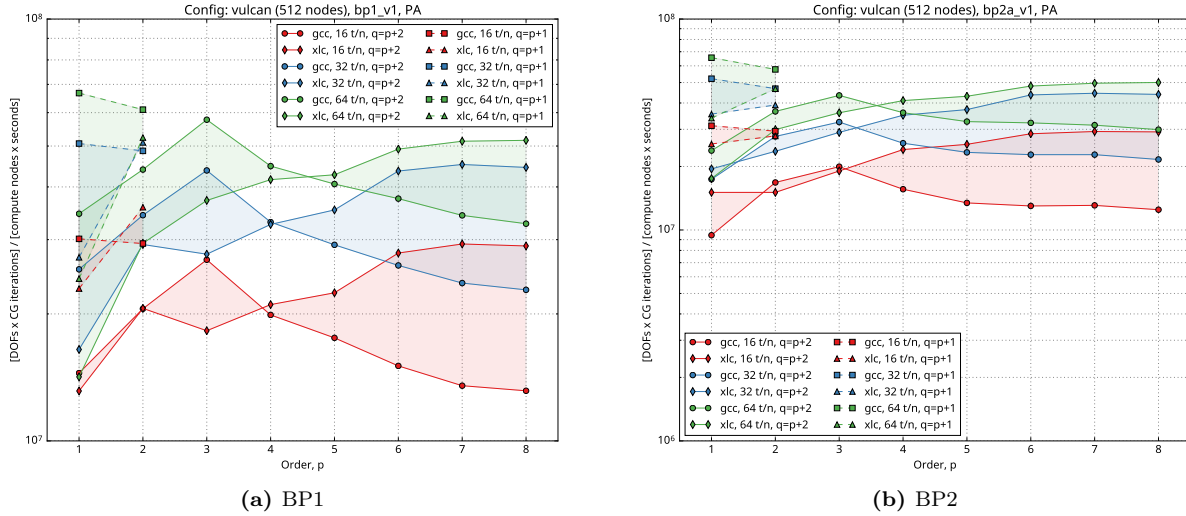 Config: vulcan (512 nodes), bp1_v1, PA
10^8
gcc, 16 t/n, q=p+2
gcc, 16 t/n, q=p+1
xlc, 16 t/n, q=p+2
xlc, 16 t/n, q=p+1
gcc, 32 t/n, q=p+2
gcc, 32 t/n, q=p+1
xlc, 32 t/n, q=p+2
xlc, 32 t/n, q=p+1
gcc, 64 t/n, q=p+2
gcc, 64 t/n, q=p+1
xlc, 64 t/n, q=p+2
xlc, 64 t/n, q=p+1
[DOFs x CG iterations] / [compute nodes x seconds]
10^7
1 2 3 4 5 6 7 8
Order, p
(a) BP1
Config: vulcan (512 nodes), bp2a_v1, PA
10^8
[DOFs x CG iterations] / [compute nodes x seconds]
10^7
gcc, 16 t/n, q=p+2
gcc, 16 t/n, q=p+1
xlc, 16 t/n, q=p+2
xlc, 16 t/n, q=p+1
gcc, 32 t/n, q=p+2
gcc, 32 t/n, q=p+1
xlc, 32 t/n, q=p+2
xlc, 32 t/n, q=p+1
gcc, 64 t/n, q=p+2
gcc, 64 t/n, q=p+1
xlc, 64 t/n, q=p+2
xlc, 64 t/n, q=p+1
10^6
1 2 3 4 5 6 7 8
Order, p
(b) BP2